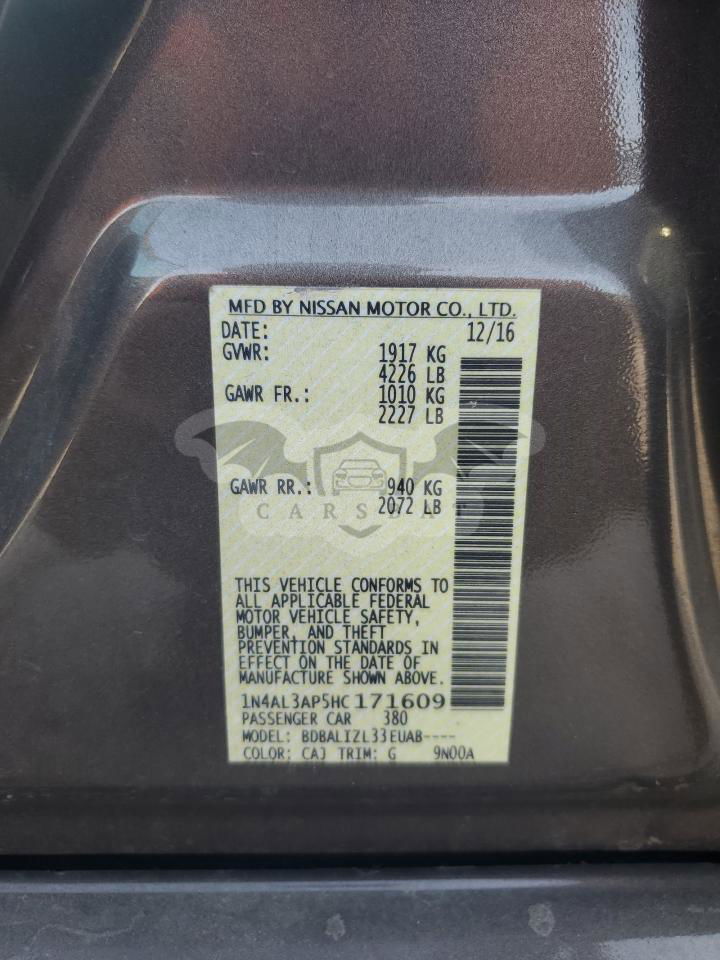 MFD BY NISSAN MOTOR CO., LTD.
DATE: 12/16
GVWR: 1917 KG
4226 LB
GAWR FR.: 1010 KG
2227 LB
GAWR RR.: 940 KG
2072 LB
CARSBAT
THIS VEHICLE CONFORMS TO
ALL APPLICABLE FEDERAL
MOTOR VEHICLE SAFETY,
BUMPER, AND THEFT
PREVENTION STANDARDS IN
EFFECT ON THE DATE OF
MANUFACTURE SHOWN ABOVE.
1N4AL3AP5HC171609
PASSENGER CAR 380
MODEL: BDBALIZL33EUAB----
COLOR: CAJ TRIM: G 9N00A